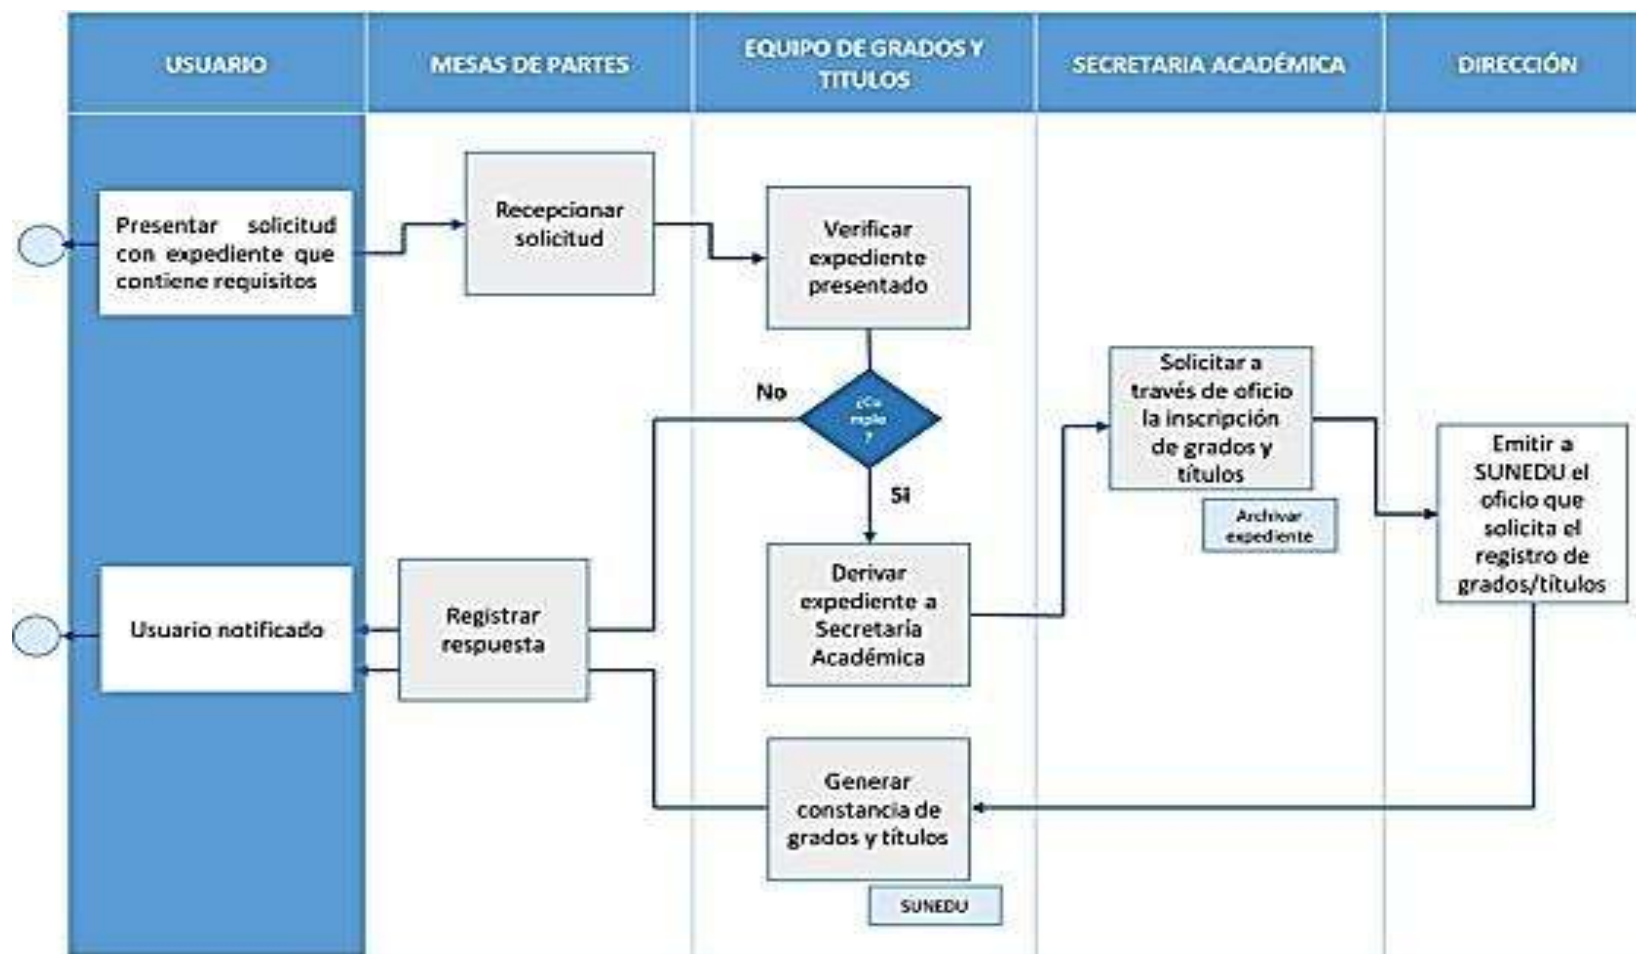 USUARIO
MESAS DE PARTES
EQUIPO DE GRADOS Y
TITULOS
SECRETARIA ACADÉMICA
DIRECCIÓN
Presentar solicitud
con expediente que
contiene requisitos
Recepcionar
solicitud
Verificar
expediente
presentado
No
¿Cu
mple
?
Si
Solicitar a
través de oficio
la inscripción
de grados y
títulos
Archivar
expediente
Emitir a
SUNEDU el
oficio que
solicita el
registro de
grados/títulos
Usuario notificado
Registrar
respuesta
Derivar
expediente a
Secretaría
Académica
Generar
constancia de
grados y títulos
SUNEDU